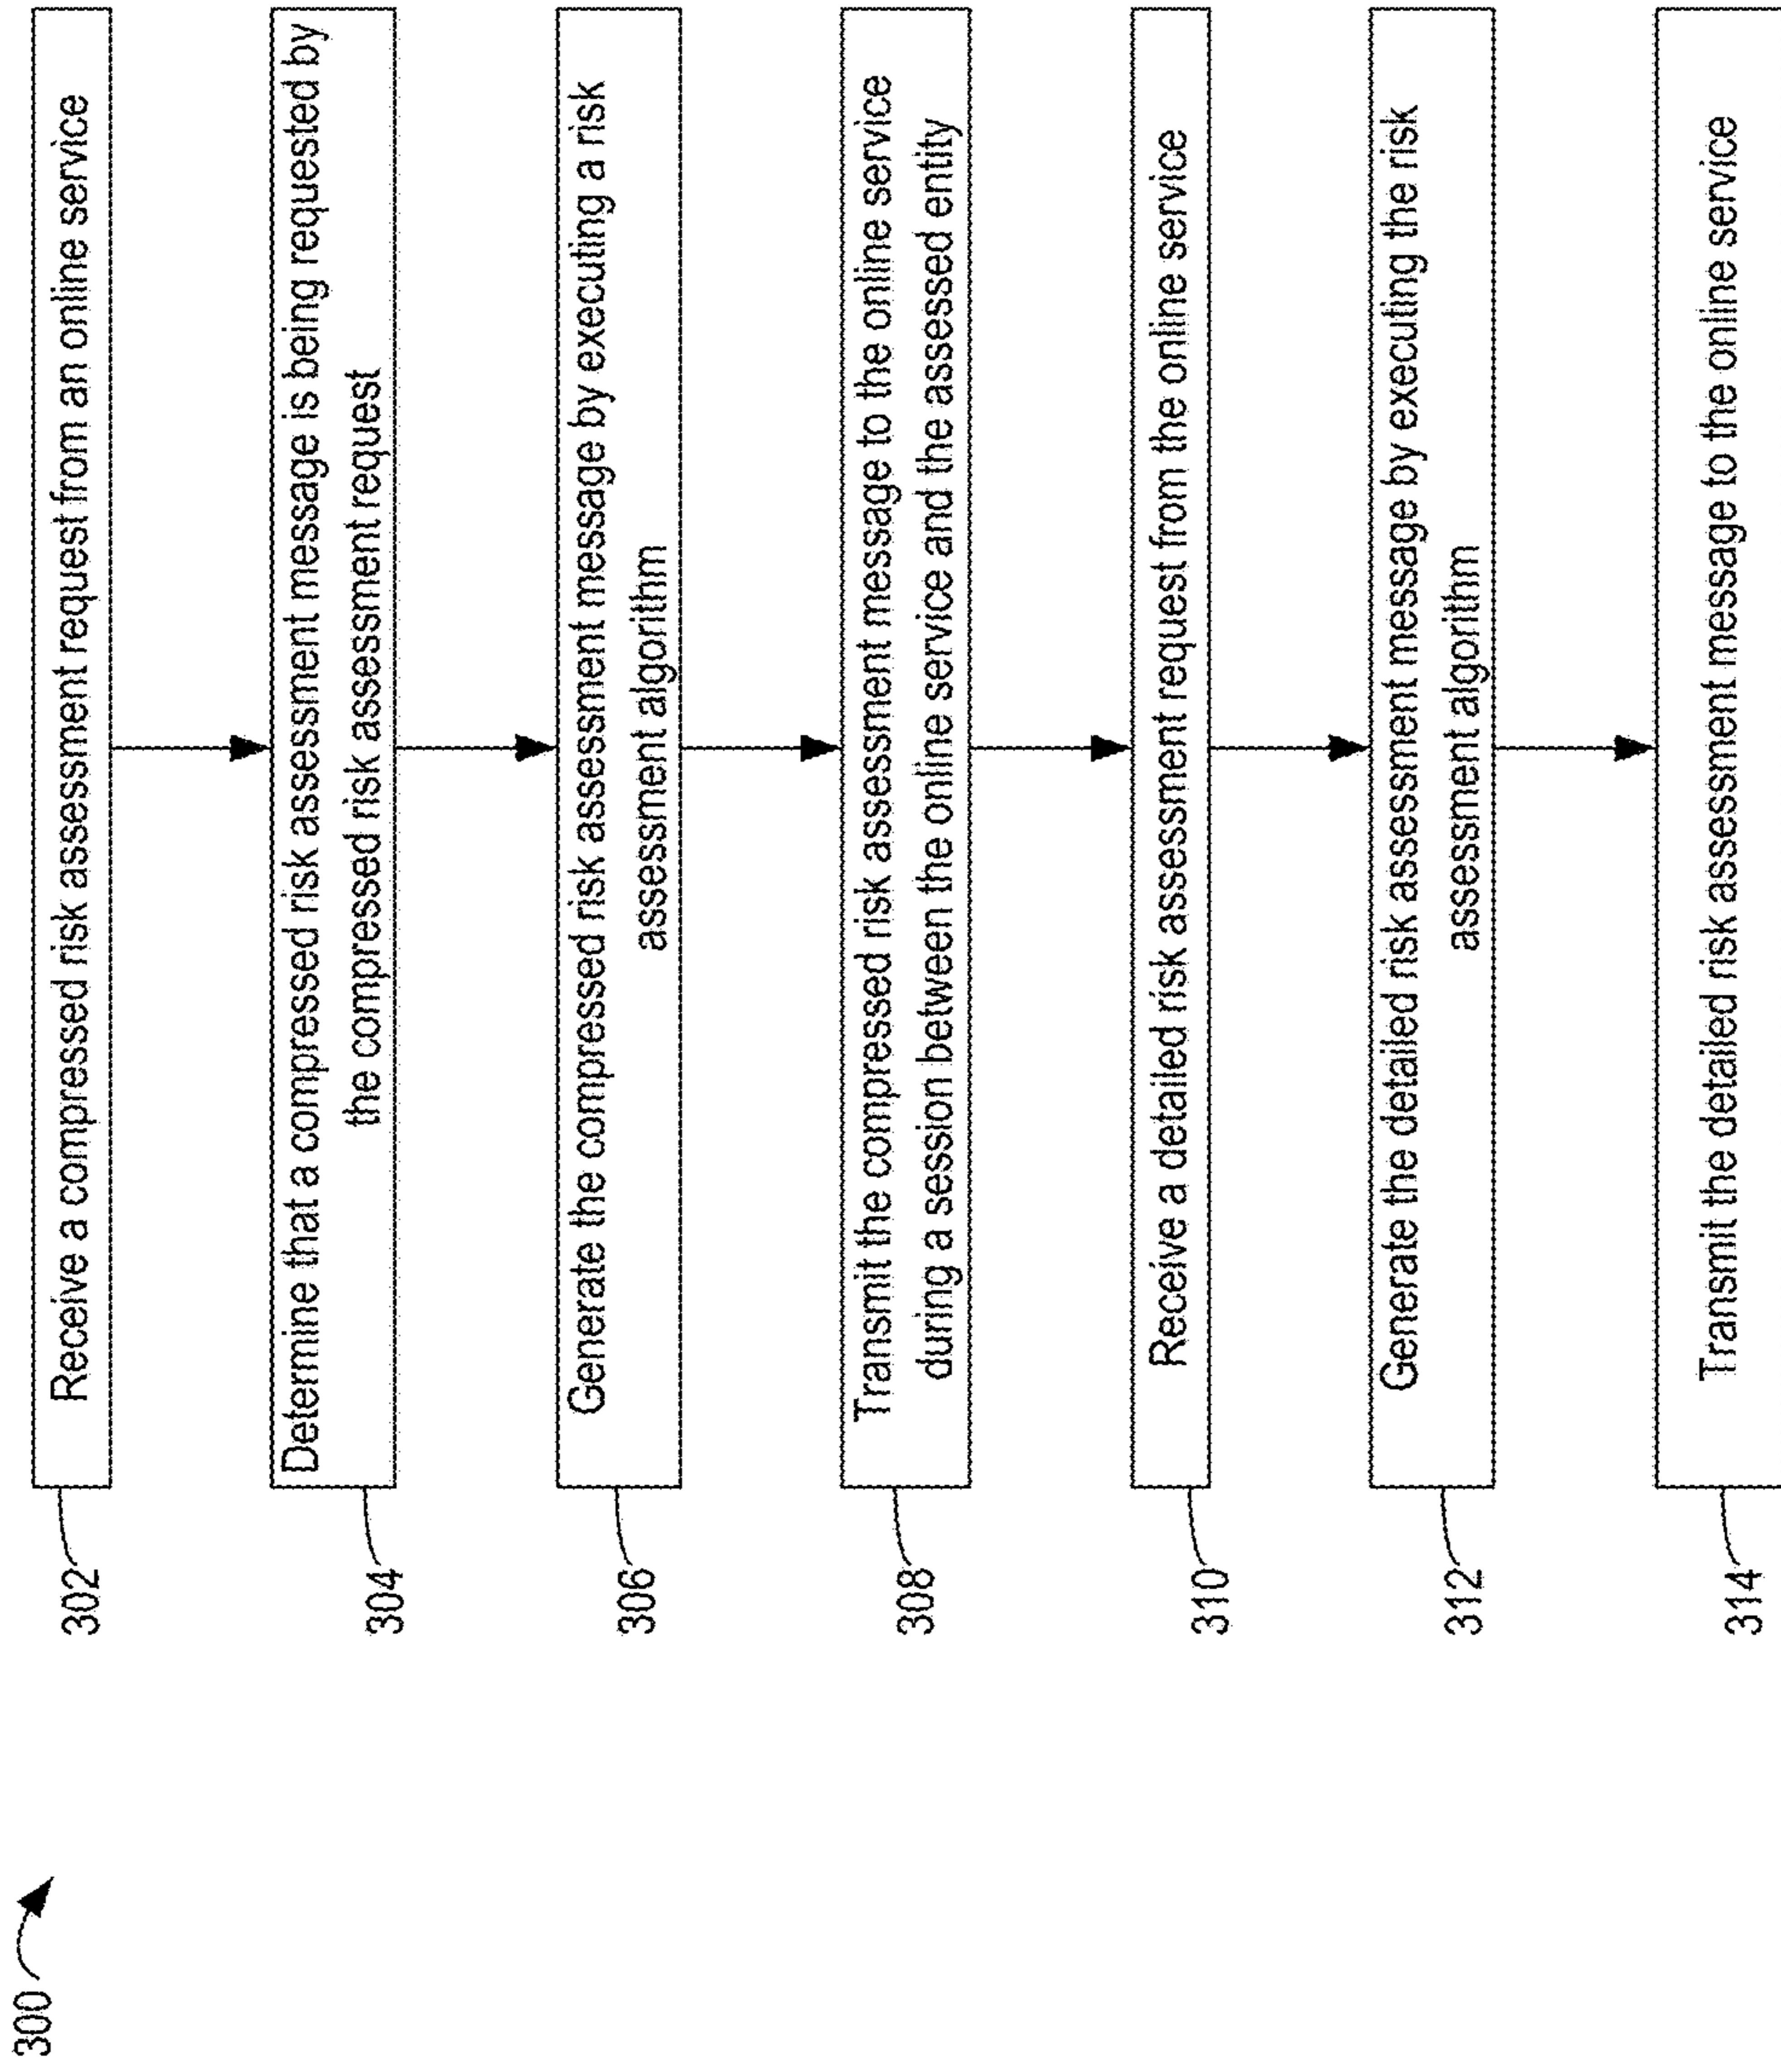 300
302
Receive a compressed risk assessment request from an online service
304
Determine that a compressed risk assessment message is being requested by
the compressed risk assessment request
306
Generate the compressed risk assessment message by executing a risk
assessment algorithm
308
Transmit the compressed risk assessment message to the online service
during a session between the online service and the assessed entity
310
Receive a detailed risk assessment request from the online service
312
Generate the detailed risk assessment message by executing the risk
assessment algorithm
314
Transmit the detailed risk assessment message to the online service